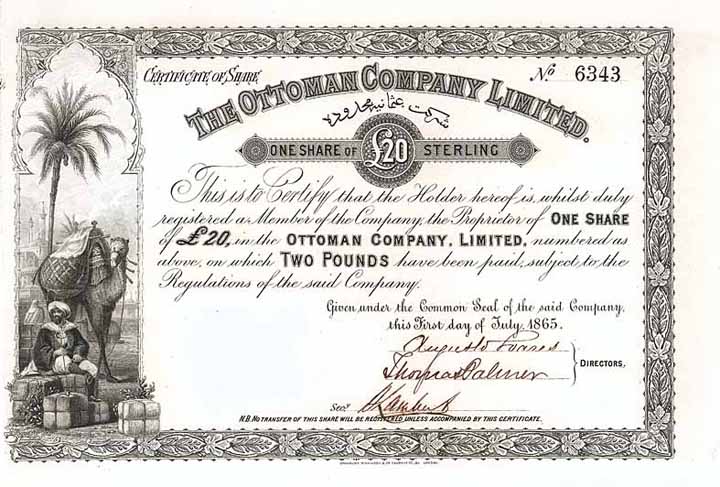 CERTIFICATE OF SHARE
No 6343
THE OTTOMAN COMPANY LIMITED.
شركت عثمانيه محدوده
ONE SHARE OF £20 STERLING
This is to Certify that the Holder hereof is, whilst duly
registered a Member of the Company, the Proprietor of ONE SHARE
of £20, in the OTTOMAN COMPANY, LIMITED, numbered as
above, on which TWO POUNDS have been paid, subject to the
Regulations of the said Company.
Given under the Common Seal of the said Company,
this First day of July, 1865.
Thomas Palmer
DIRECTORS,
Secy
N.B. NO TRANSFER OF THIS SHARE WILL BE REGISTERED UNLESS ACCOMPANIED BY THIS CERTIFICATE.